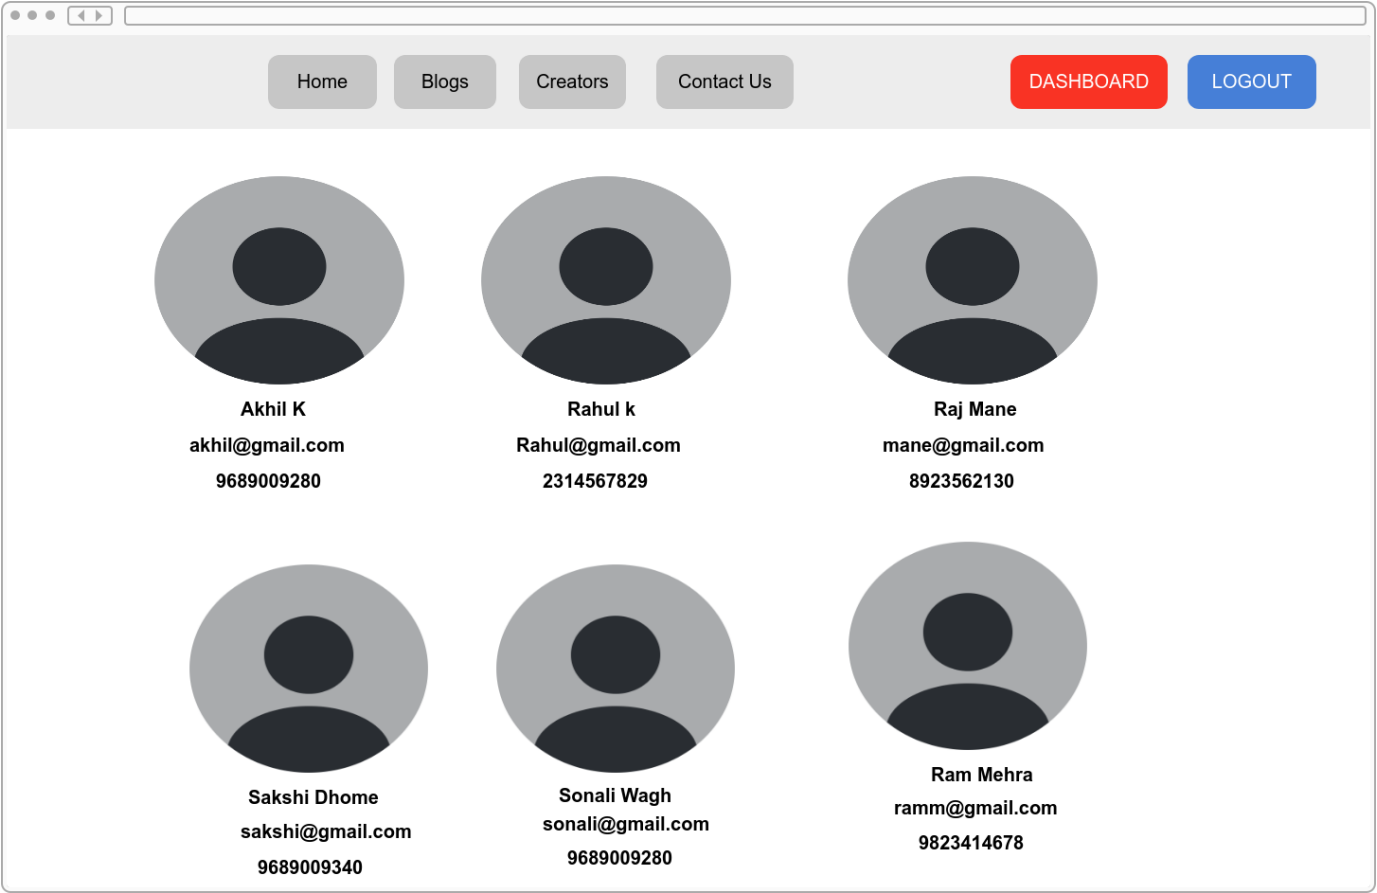 Home Blogs Creators Contact Us DASHBOARD LOGOUT
Akhil K
akhil@gmail.com
9689009280
Rahul k
Rahul@gmail.com
2314567829
Raj Mane
mane@gmail.com
8923562130
Sakshi Dhome
sakshi@gmail.com
9689009340
Sonali Wagh
sonali@gmail.com
9689009280
Ram Mehra
ramm@gmail.com
9823414678